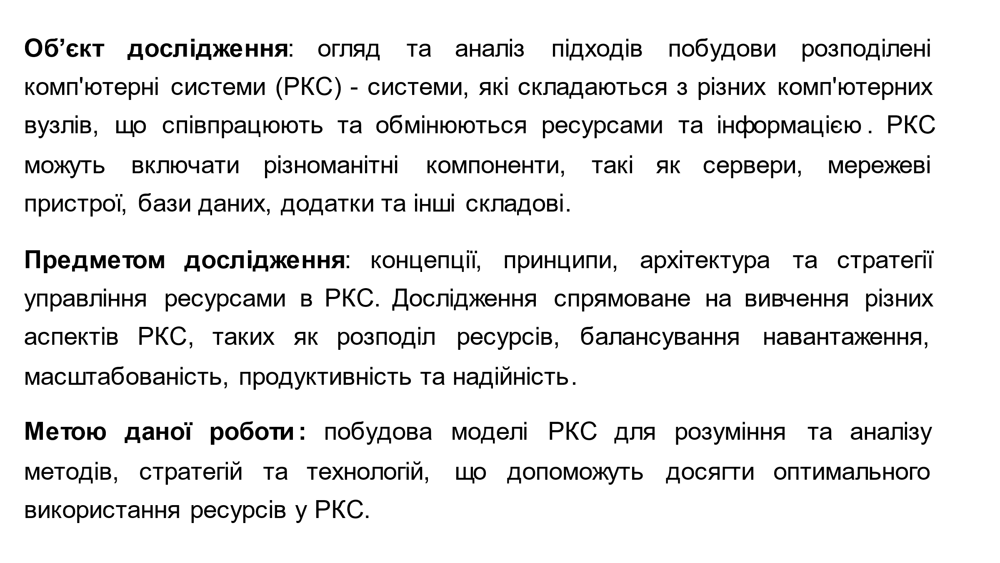 Об’єкт дослідження: огляд та аналіз підходів побудови розподілені
комп'ютерні системи (РКС) - системи, які складаються з різних комп'ютерних
вузлів, що співпрацюють та обмінюються ресурсами та інформацією. РКС
можуть включати різноманітні компоненти, такі як сервери, мережеві
пристрої, бази даних, додатки та інші складові.
Предметом дослідження: концепції, принципи, архітектура та стратегії
управління ресурсами в РКС. Дослідження спрямоване на вивчення різних
аспектів РКС, таких як розподіл ресурсів, балансування навантаження,
масштабованість, продуктивність та надійність.
Метою даної роботи: побудова моделі РКС для розуміння та аналізу
методів, стратегій та технологій, що допоможуть досягти оптимального
використання ресурсів у РКС.